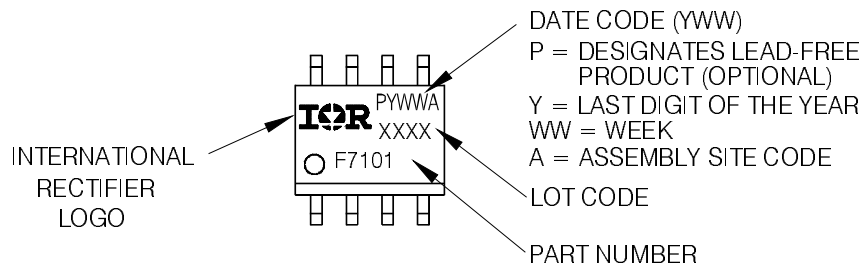 DATE CODE (YWW)
P = DESIGNATES LEAD-FREE
PRODUCT (OPTIONAL)
Y = LAST DIGIT OF THE YEAR
WW = WEEK
A = ASSEMBLY SITE CODE
LOT CODE
PART NUMBER
INTERNATIONAL
RECTIFIER
LOGO
IOR
PYWWA
XXXX
F7101